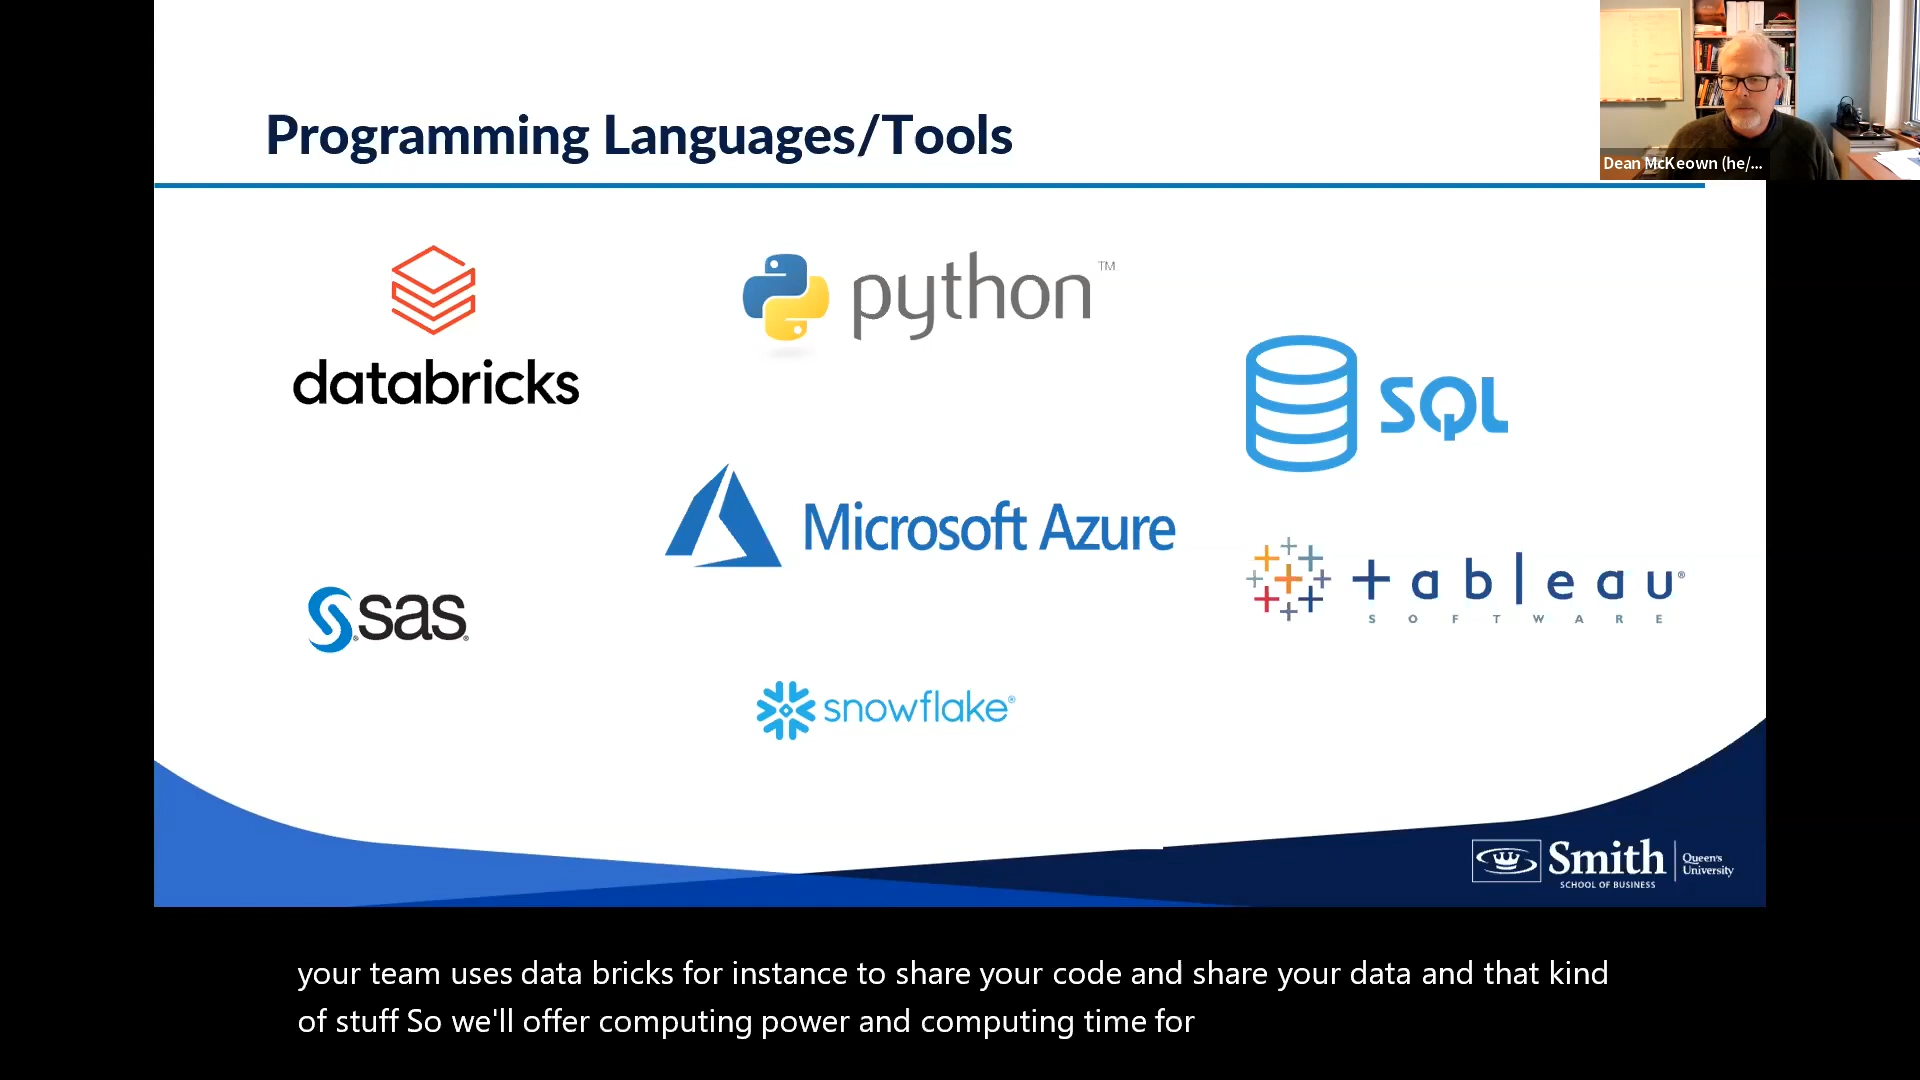 Programming Languages/Tools
Dean McKeown (he/...
databricks
python™
SQL
Microsoft Azure
+ableau®
SOFTWARE
sas®
snowflake®
Smith
SCHOOL OF BUSINESS
Queen's
University
your team uses data bricks for instance to share your code and share your data and that kind
of stuff So we'll offer computing power and computing time for